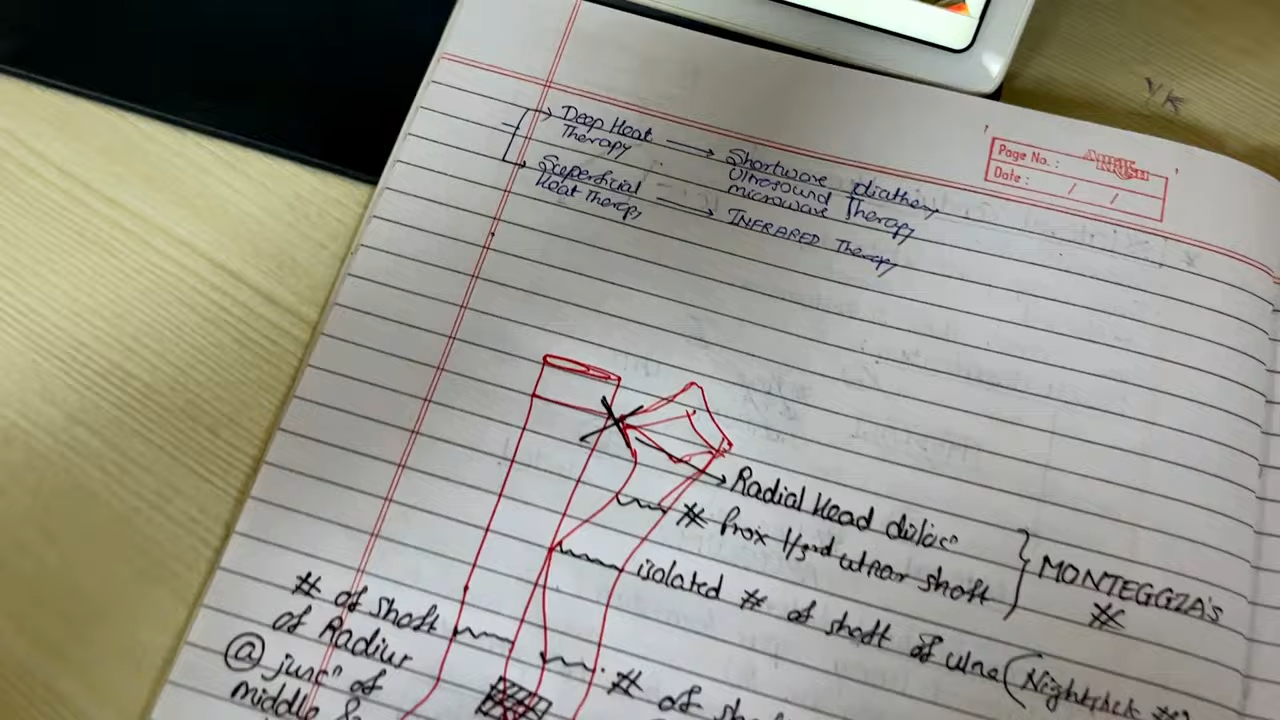 Page No. :
Date : / /
Deep Heat
Therapy → Shortwave diathermy
Ultrasound
microwave Therapy
Superficial
Heat Therapy → INFRARED Therapy
→ Radial Head disloc^n
# Prox 1/3rd ulnar shaft
} MONTEGGIA'S
#
isolated # of shaft of ulna (Nightstick #)
# of shaft
of Radius
@ junc^n of
middle &
# of sha